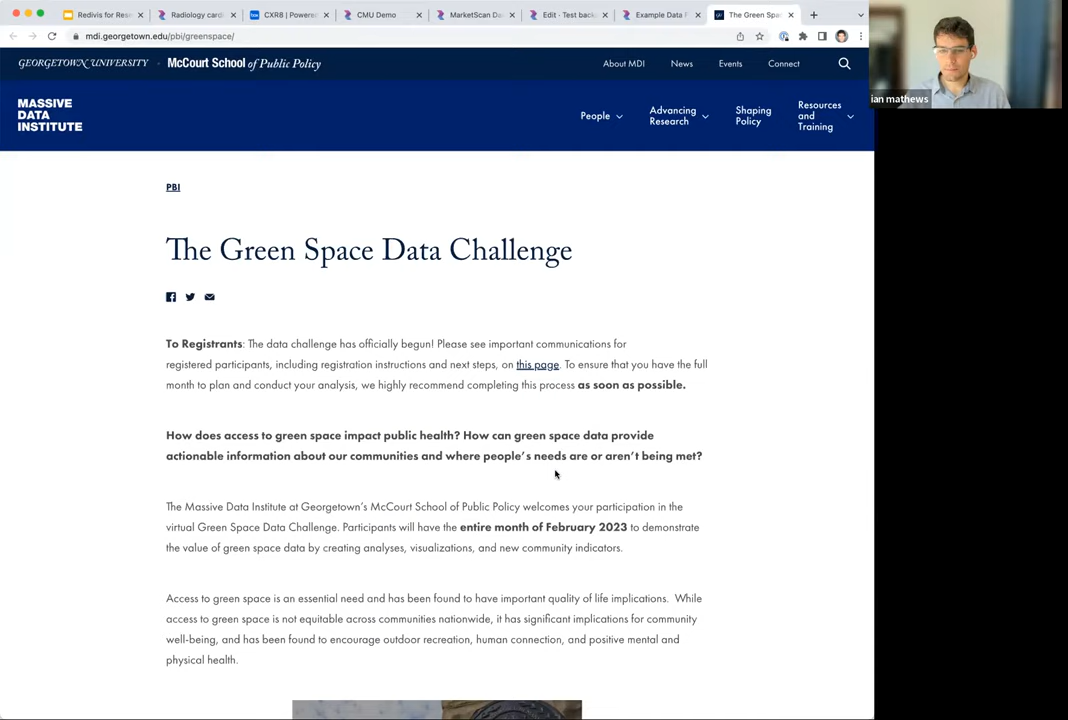 Redivis for Res
Radiology cardi
CXR8 | Powered
CMU Demo
MarketScan Da
Edit · Test back
Example Data P
The Green Spac
mdi.georgetown.edu/pbi/greenspace/
GEORGETOWN UNIVERSITY
McCourt School of Public Policy
About MDI
News
Events
Connect
ian mathews
MASSIVE
DATA
INSTITUTE
People
Advancing
Research
Shaping
Policy
Resources
and
Training
PBI
The Green Space Data Challenge
To Registrants: The data challenge has officially begun! Please see important communications for
registered participants, including registration instructions and next steps, on this page. To ensure that you have the full
month to plan and conduct your analysis, we highly recommend completing this process as soon as possible.
How does access to green space impact public health? How can green space data provide
actionable information about our communities and where people's needs are or aren't being met?
The Massive Data Institute at Georgetown's McCourt School of Public Policy welcomes your participation in the
virtual Green Space Data Challenge. Participants will have the entire month of February 2023 to demonstrate
the value of green space data by creating analyses, visualizations, and new community indicators.
Access to green space is an essential need and has been found to have important quality of life implications. While
access to green space is not equitable across communities nationwide, it has significant implications for community
well-being, and has been found to encourage outdoor recreation, human connection, and positive mental and
physical health.